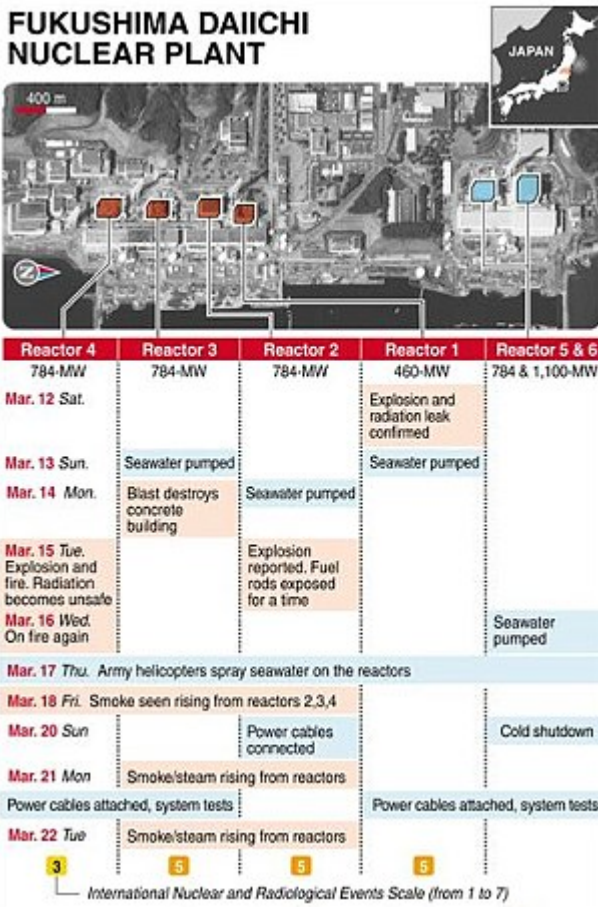 FUKUSHIMA DAIICHI
NUCLEAR PLANT
JAPAN
400 m
N
Reactor 4
Reactor 3
Reactor 2
Reactor 1
Reactor 5 & 6
784-MW
784-MW
784-MW
460-MW
784 & 1,100-MW
Mar. 12 Sat.
Explosion and
radiation leak
confirmed
Mar. 13 Sun.
Seawater pumped
Seawater pumped
Mar. 14 Mon.
Blast destroys
concrete
building
Seawater pumped
Mar. 15 Tue.
Explosion and
fire. Radiation
becomes unsafe
Explosion
reported. Fuel
rods exposed
for a time
Mar. 16 Wed.
On fire again
Seawater
pumped
Mar. 17 Thu. Army helicopters spray seawater on the reactors
Mar. 18 Fri. Smoke seen rising from reactors 2,3,4
Mar. 20 Sun
Power cables
connected
Cold shutdown
Mar. 21 Mon
Smoke/steam rising from reactors
Power cables attached, system tests
Power cables attached, system tests
Mar. 22 Tue
Smoke/steam rising from reactors
3
5
5
5
International Nuclear and Radiological Events Scale (from 1 to 7)